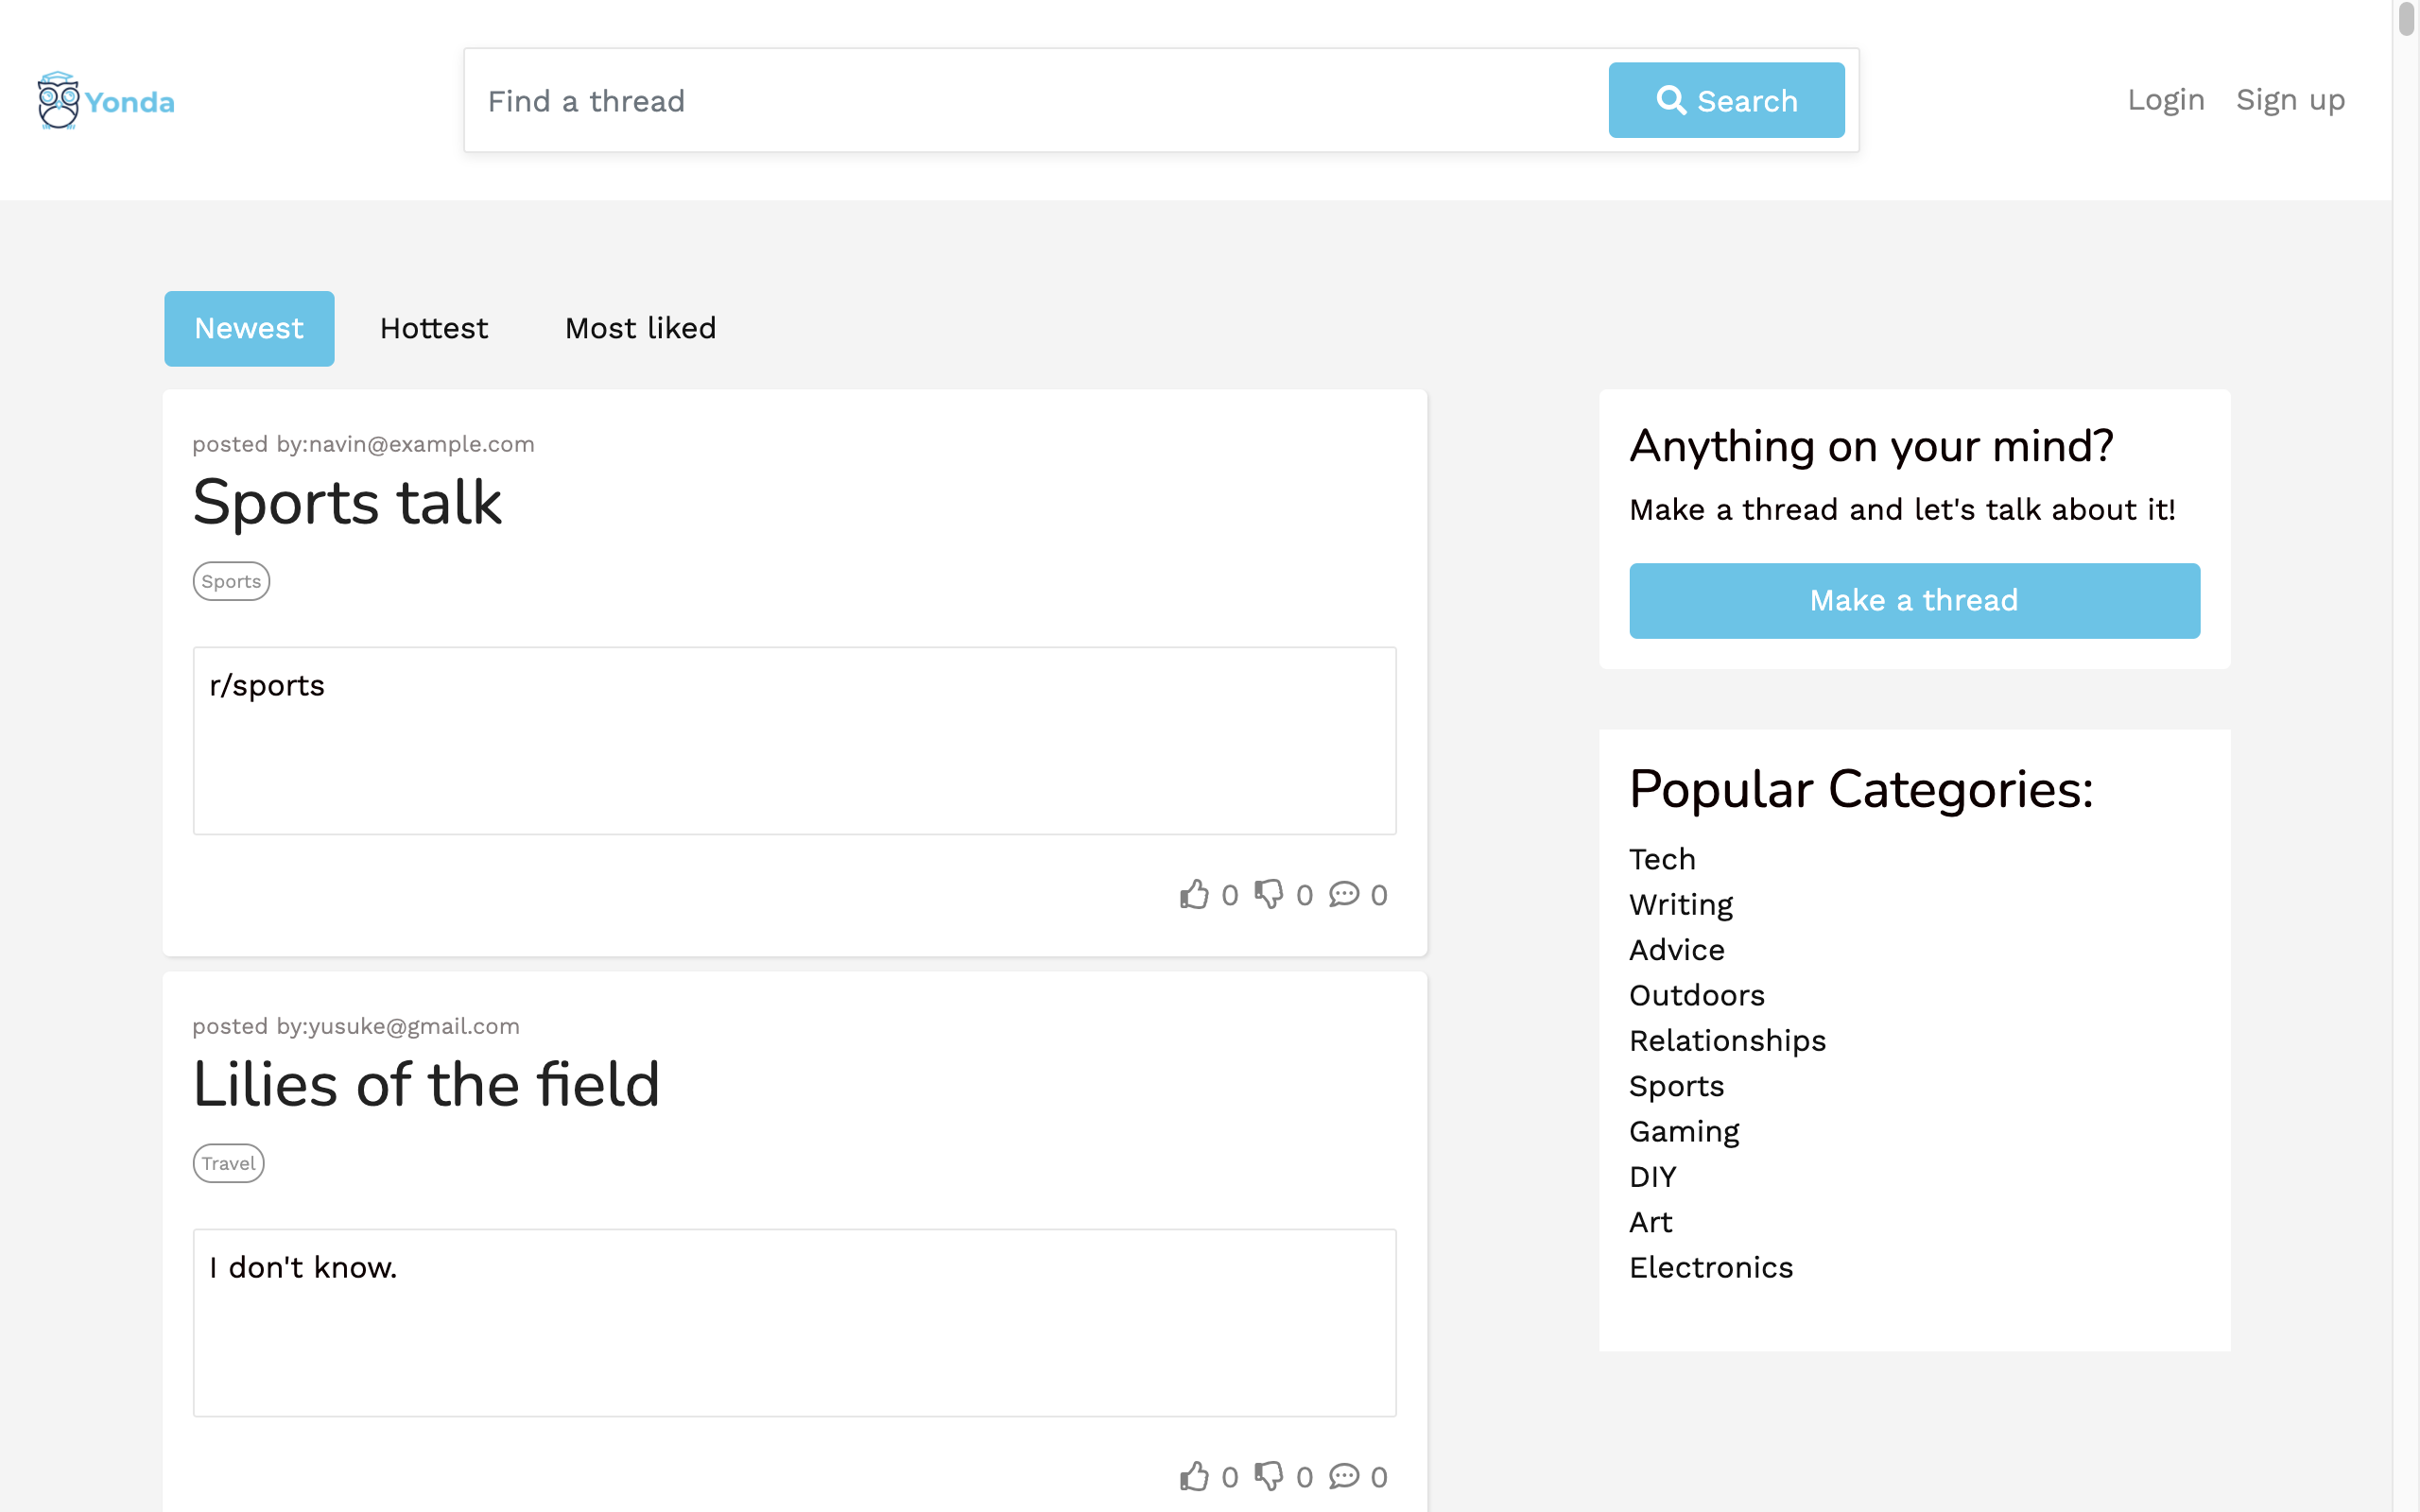 Yonda
Find a thread
Search
Login Sign up
Newest Hottest Most liked
posted by:navin@example.com
Sports talk
Sports
r/sports
0 0 0
posted by:yusuke@gmail.com
Lilies of the field
Travel
I don't know.
0 0 0
Anything on your mind?
Make a thread and let's talk about it!
Make a thread
Popular Categories:
Tech
Writing
Advice
Outdoors
Relationships
Sports
Gaming
DIY
Art
Electronics